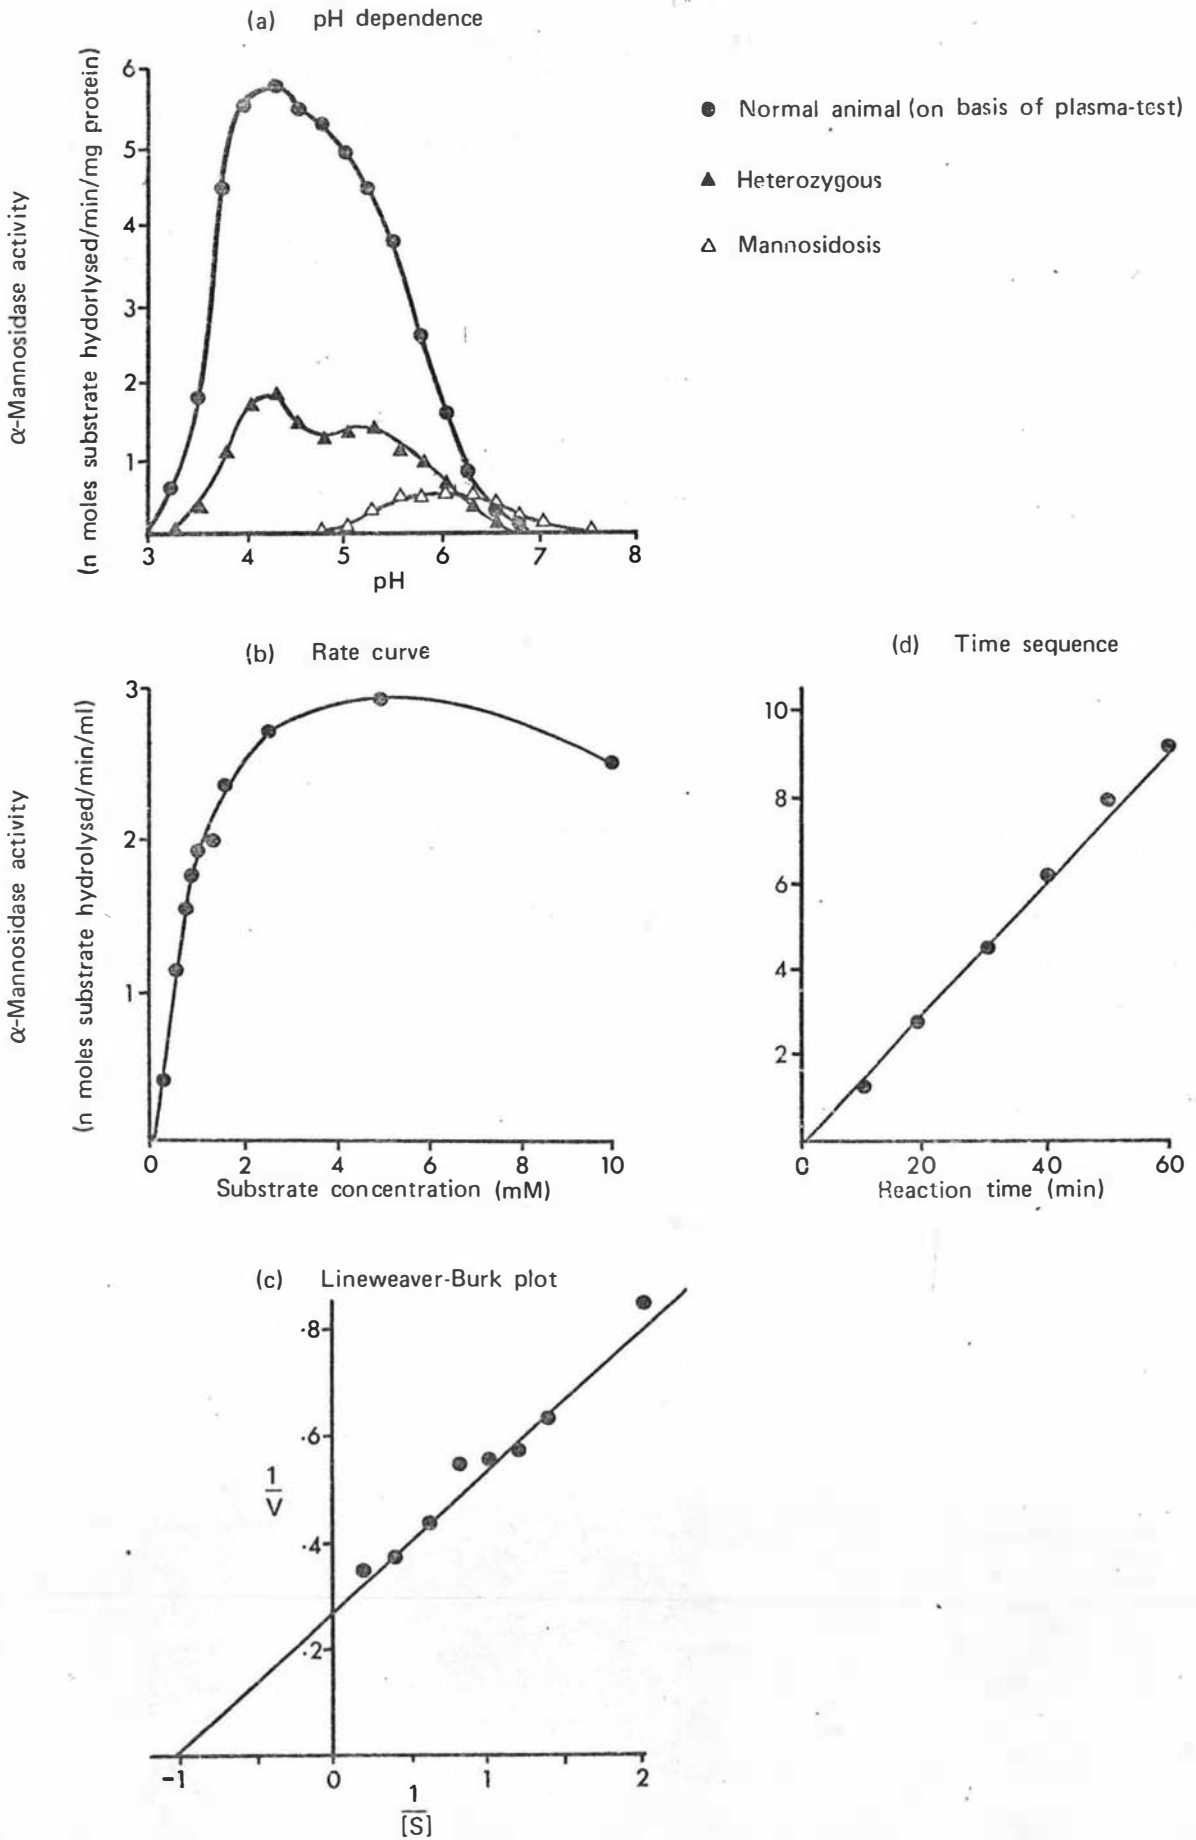 (a) pH dependence
α-Mannosidase activity
(n moles substrate hydorlysed/min/mg protein)
6
5
4
3
2
1
3 4 5 6 7 8
pH
● Normal animal (on basis of plasma-test)
▲ Heterozygous
△ Mannosidosis
(b) Rate curve
α-Mannosidase activity
(n moles substrate hydrolysed/min/ml)
3
2
1
0 2 4 6 8 10
Substrate concentration (mM)
(d) Time sequence
10
8
6
4
2
0 20 40 60
Reaction time (min)
(c) Lineweaver-Burk plot
1
V
·8
·6
·4
·2
-1 0 1 2
1
[S]